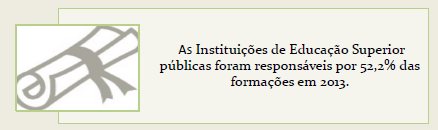 As Instituições de Educação Superior
públicas foram responsáveis por 52,2% das
formações em 2013.